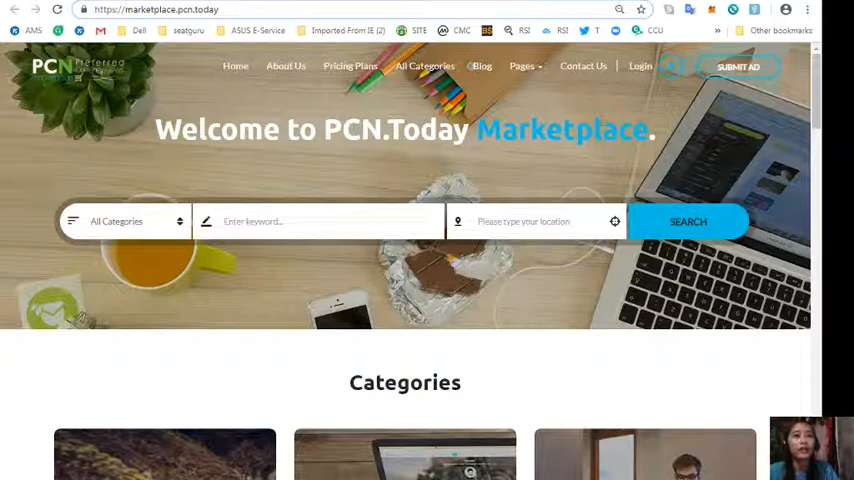 https://marketplace.pcn.today
AMS
Dell
seatguru
ASUS E-Service
Imported From IE (2)
SITE
CMC
RSI
RSI
T
CCU
»
Other bookmarks
PCN Preferred
Home
About Us
Pricing Plans
All Categories
Blog
Pages
Contact Us
Login
SUBMIT AD
Welcome to PCN.Today Marketplace.
All Categories
Enter keyword...
Please type your location
SEARCH
Categories